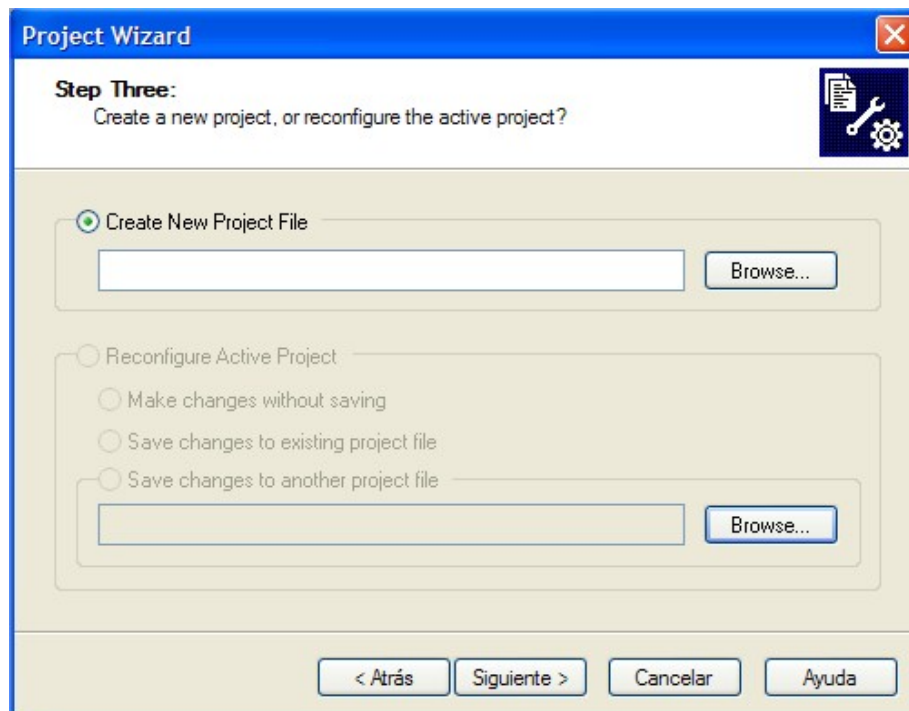 Project Wizard
Step Three:
Create a new project, or reconfigure the active project?
Create New Project File
Browse...
Reconfigure Active Project
Make changes without saving
Save changes to existing project file
Save changes to another project file
Browse...
< Atrás Siguiente > Cancelar Ayuda